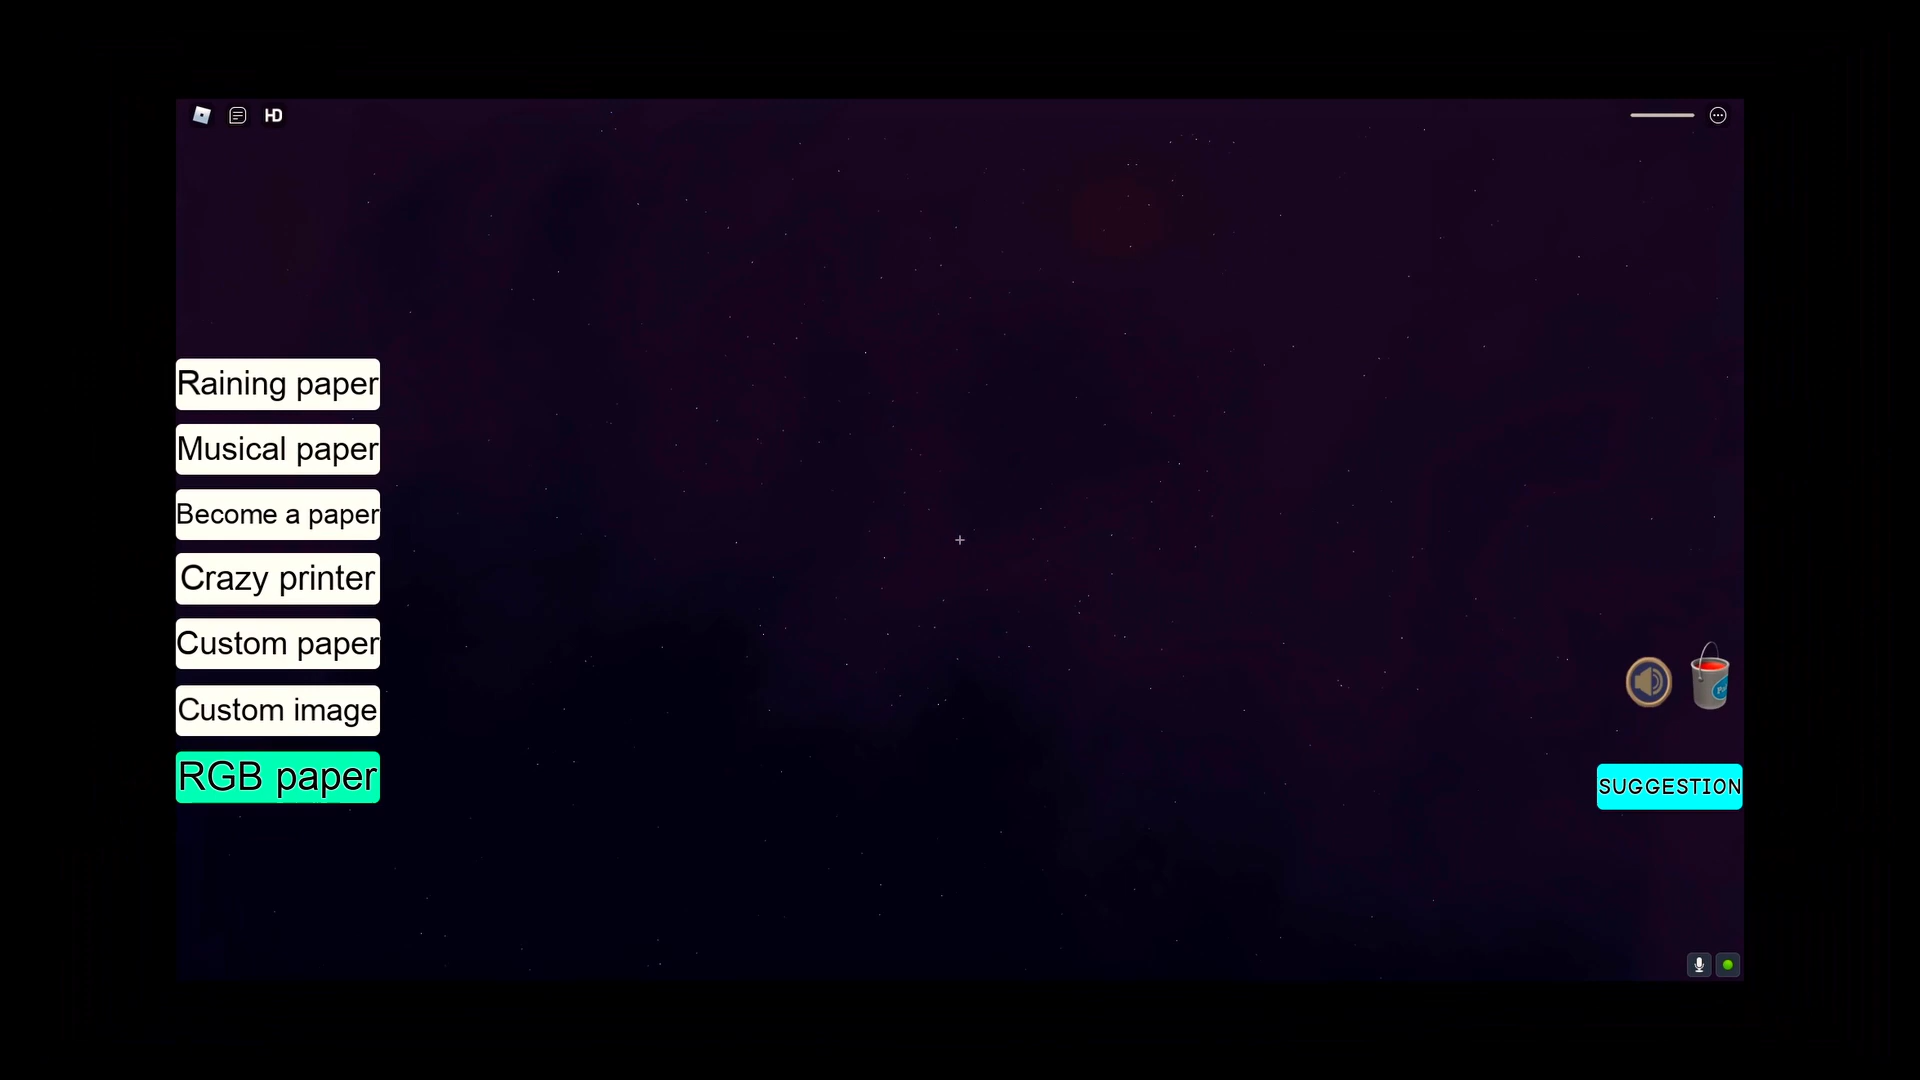 HD
Raining paper
Musical paper
Become a paper
Crazy printer
Custom paper
Custom image
RGB paper
SUGGESTION